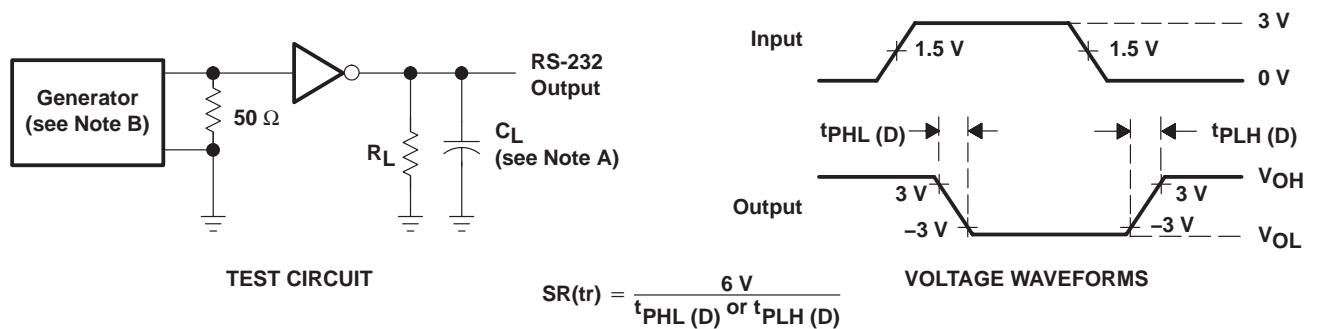 Generator
(see Note B)
50 Ω
RL
CL
(see Note A)
RS-232
Output
TEST CIRCUIT
Input
1.5 V
1.5 V
3 V
0 V
tPHL (D)
tPLH (D)
Output
3 V
–3 V
3 V
–3 V
VOH
VOL
VOLTAGE WAVEFORMS
SR(tr) = 6 V
tPHL (D) or tPLH (D)